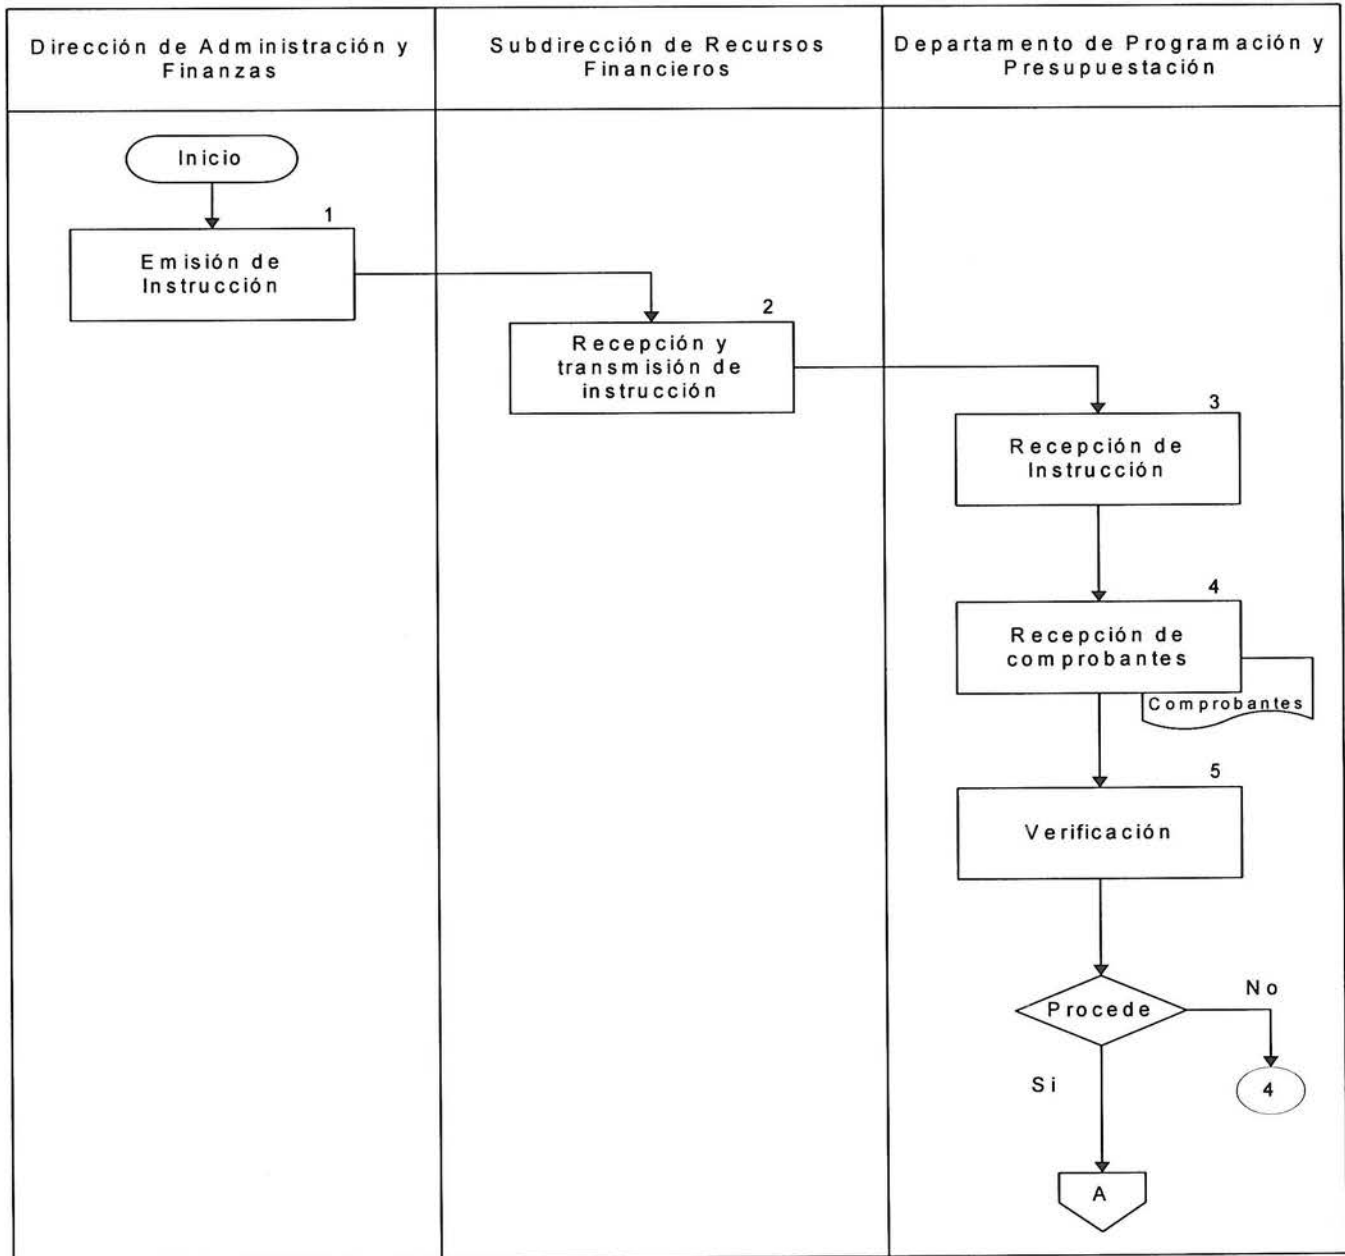 Dirección de Administración y
Finanzas
Subdirección de Recursos
Financieros
Departamento de Programación y
Presupuestación
Inicio
1
Emisión de
Instrucción
2
Recepción y
transmisión de
instrucción
3
Recepción de
Instrucción
4
Recepción de
comprobantes
Comprobantes
5
Verificación
Procede
No
Si
4
A